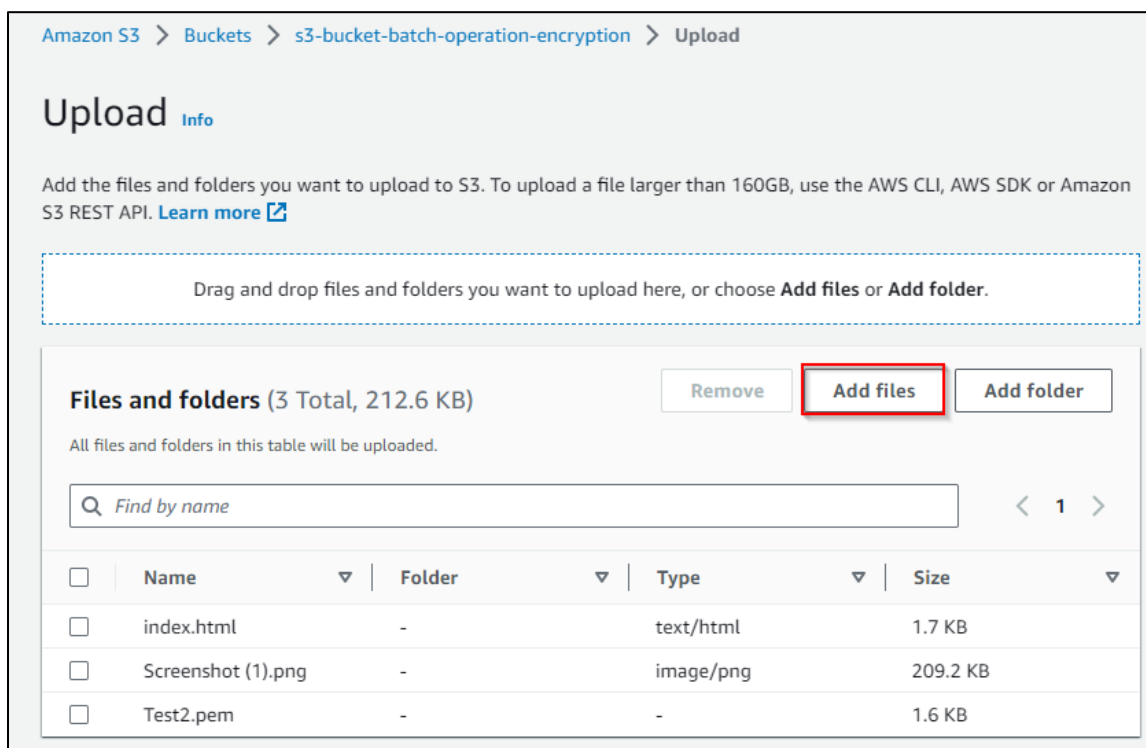 Amazon S3 > Buckets > s3-bucket-batch-operation-encryption > Upload
Upload Info
Add the files and folders you want to upload to S3. To upload a file larger than 160GB, use the AWS CLI, AWS SDK or Amazon
S3 REST API. Learn more
Drag and drop files and folders you want to upload here, or choose Add files or Add folder.
Files and folders (3 Total, 212.6 KB) Remove Add files Add folder
All files and folders in this table will be uploaded.
Find by name < 1 >
Name Folder Type Size
index.html - text/html 1.7 KB
Screenshot (1).png - image/png 209.2 KB
Test2.pem - - 1.6 KB